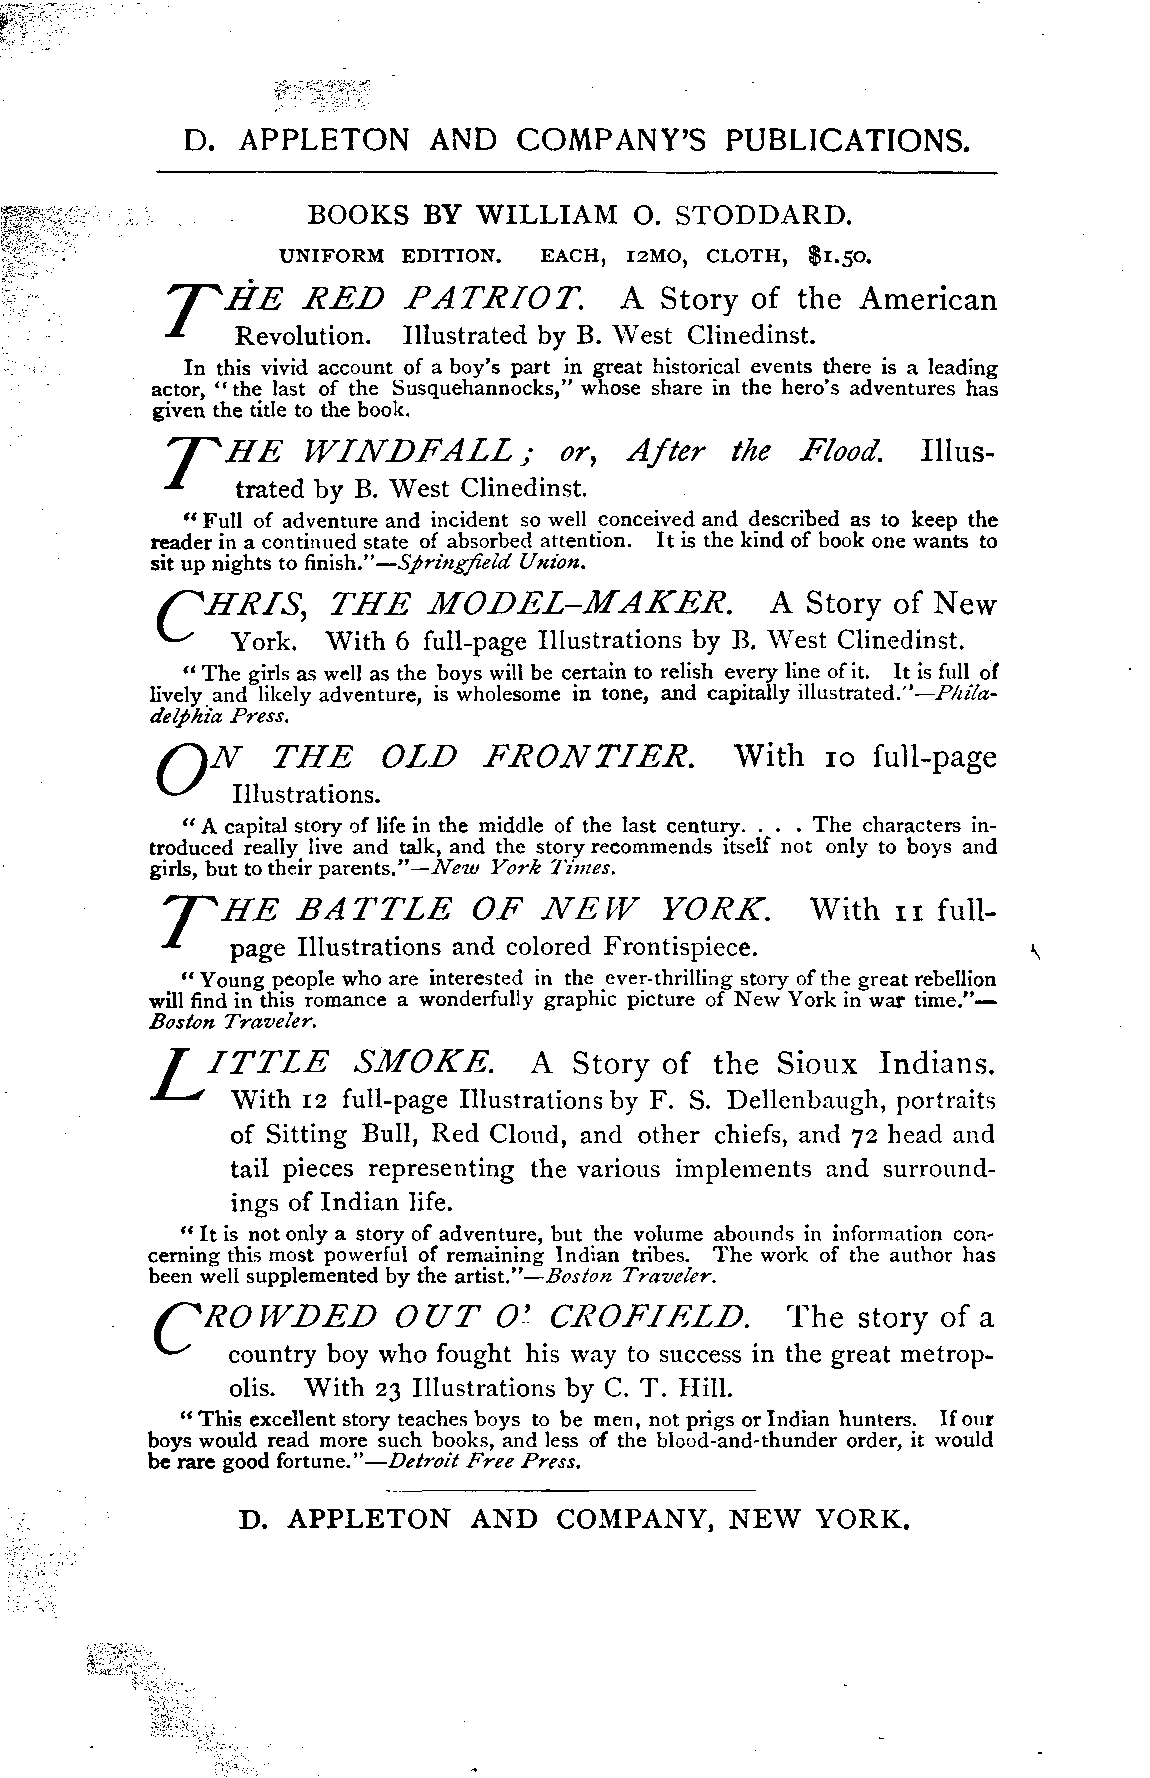 D. APPLETON AND COMPANY'S PUBLICATIONS.
BOOKS BY WILLIAM O. STODDARD.
UNIFORM EDITION. EACH, 12MO, CLOTH, $1.50.
THE RED PATRIOT. A Story of the American
Revolution. Illustrated by B. West Clinedinst.
In this vivid account of a boy's part in great historical events there is a leading
actor, "the last of the Susquehannocks," whose share in the hero's adventures has
given the title to the book.
THE WINDFALL; or, After the Flood. Illus-
trated by B. West Clinedinst.
"Full of adventure and incident so well conceived and described as to keep the
reader in a continued state of absorbed attention. It is the kind of book one wants to
sit up nights to finish."—Springfield Union.
CHRIS, THE MODEL-MAKER. A Story of New
York. With 6 full-page Illustrations by B. West Clinedinst.
"The girls as well as the boys will be certain to relish every line of it. It is full of
lively and likely adventure, is wholesome in tone, and capitally illustrated."—Phila-
delphia Press.
ON THE OLD FRONTIER. With 10 full-page
Illustrations.
"A capital story of life in the middle of the last century. . . . The characters in-
troduced really live and talk, and the story recommends itself not only to boys and
girls, but to their parents."—New York Times.
THE BATTLE OF NEW YORK. With 11 full-
page Illustrations and colored Frontispiece.
"Young people who are interested in the ever-thrilling story of the great rebellion
will find in this romance a wonderfully graphic picture of New York in war time."—
Boston Traveler.
LITTLE SMOKE. A Story of the Sioux Indians.
With 12 full-page Illustrations by F. S. Dellenbaugh, portraits
of Sitting Bull, Red Cloud, and other chiefs, and 72 head and
tail pieces representing the various implements and surround-
ings of Indian life.
"It is not only a story of adventure, but the volume abounds in information con-
cerning this most powerful of remaining Indian tribes. The work of the author has
been well supplemented by the artist."—Boston Traveler.
CROWDED OUT O' CROFIELD. The story of a
country boy who fought his way to success in the great metrop-
olis. With 23 Illustrations by C. T. Hill.
"This excellent story teaches boys to be men, not prigs or Indian hunters. If our
boys would read more such books, and less of the blood-and-thunder order, it would
be rare good fortune."—Detroit Free Press.
D. APPLETON AND COMPANY, NEW YORK.